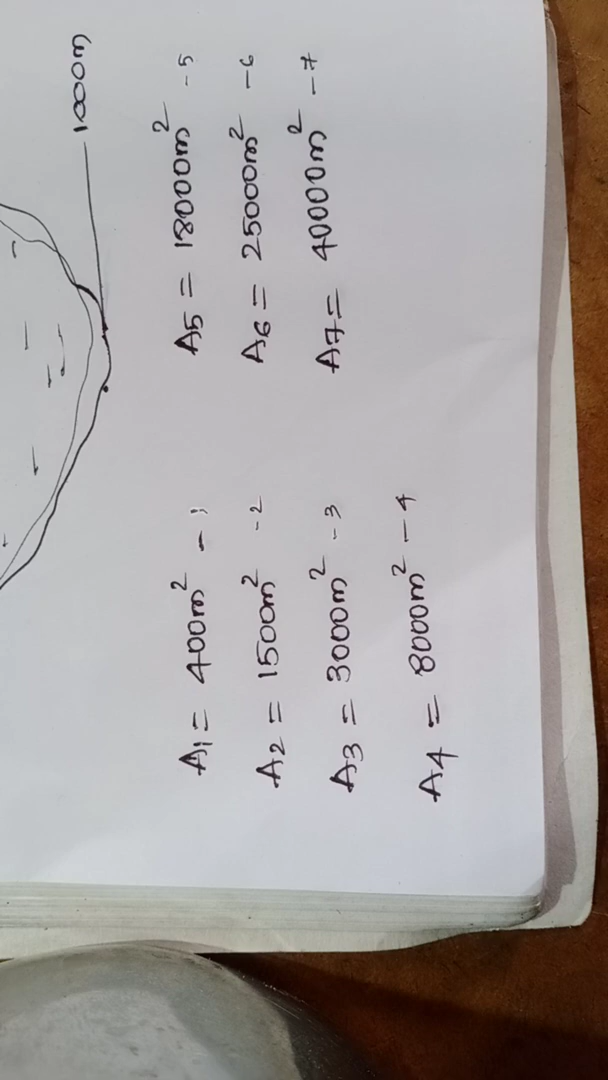 1000m
A1 = 400m² - 1
A2 = 1500m² - 2
A3 = 3000m² - 3
A4 = 8000m² - 4
A5 = 18000m² - 5
A6 = 25000m² - 6
A7 = 40000m² - 7